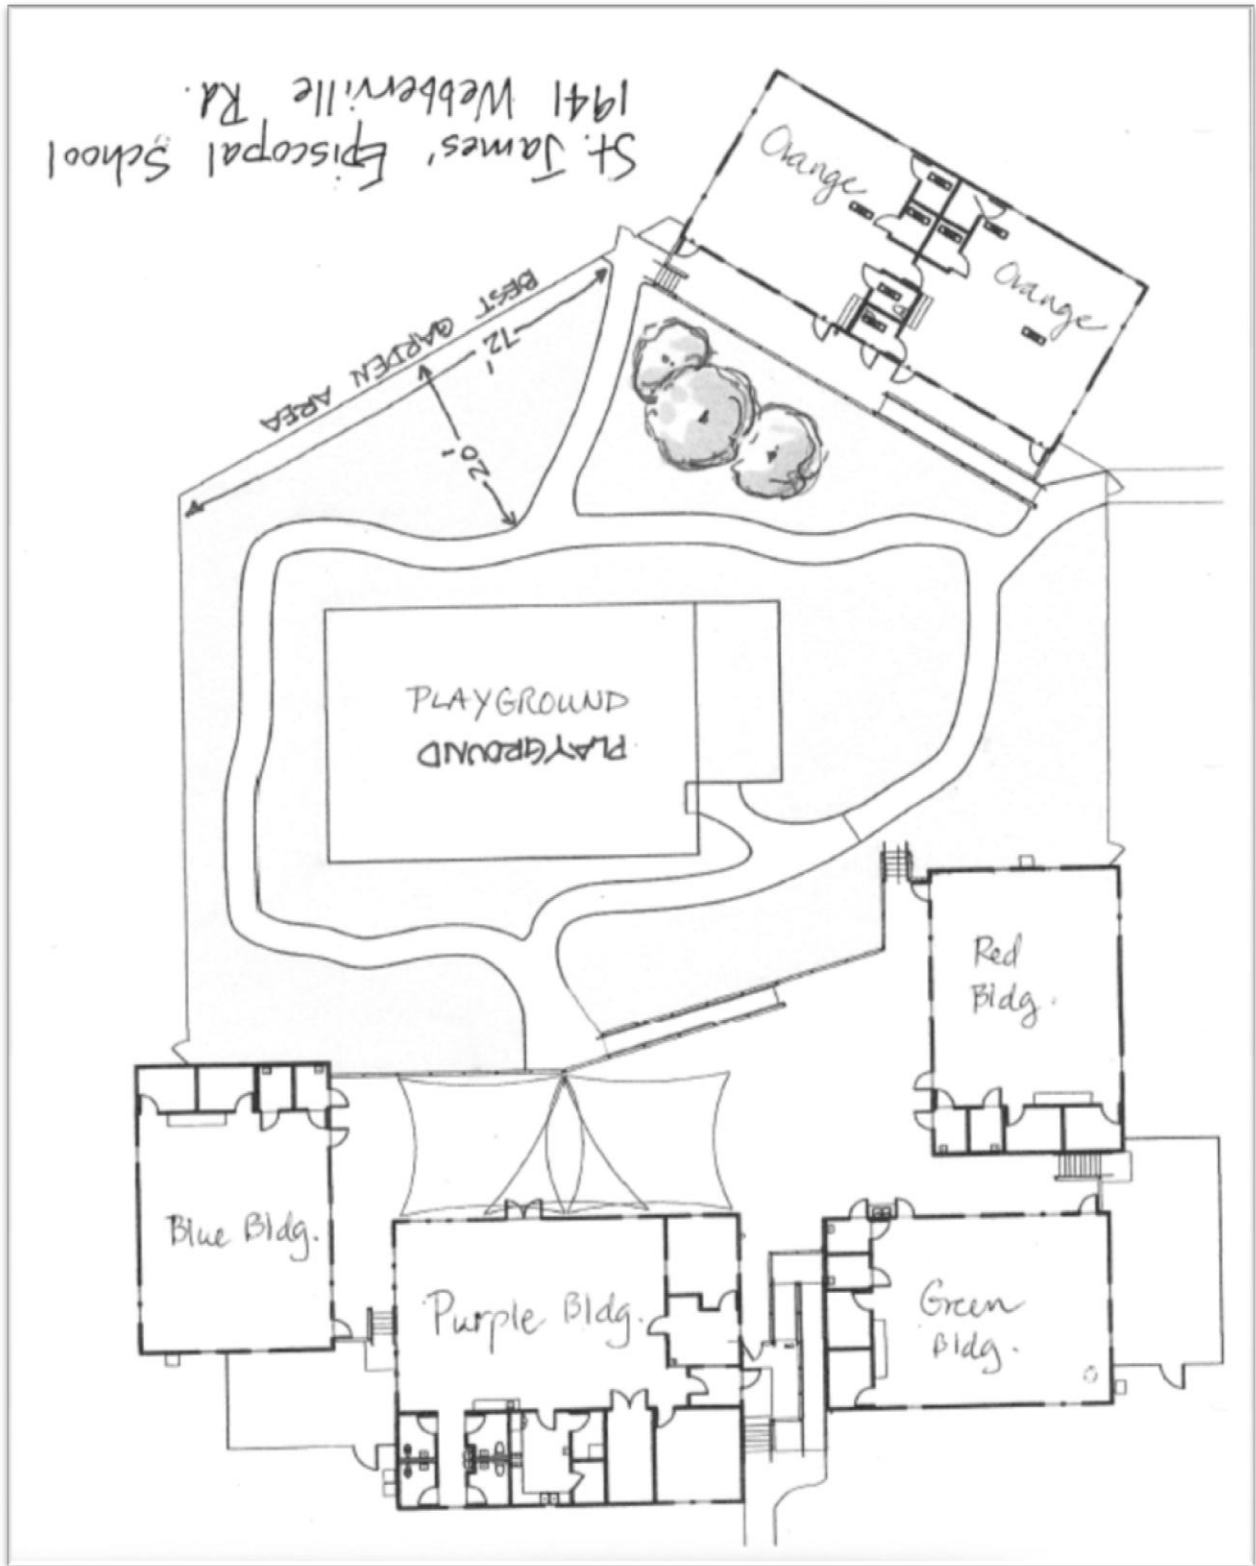 St. James' Episcopal School
1941 Webberville Rd.
Orange
Orange
BEST GARDEN AREA
72'
20'
PLAYGROUND
PLAYGROUND
Red
Bldg.
Blue Bldg.
Purple Bldg.
Green
Bldg.